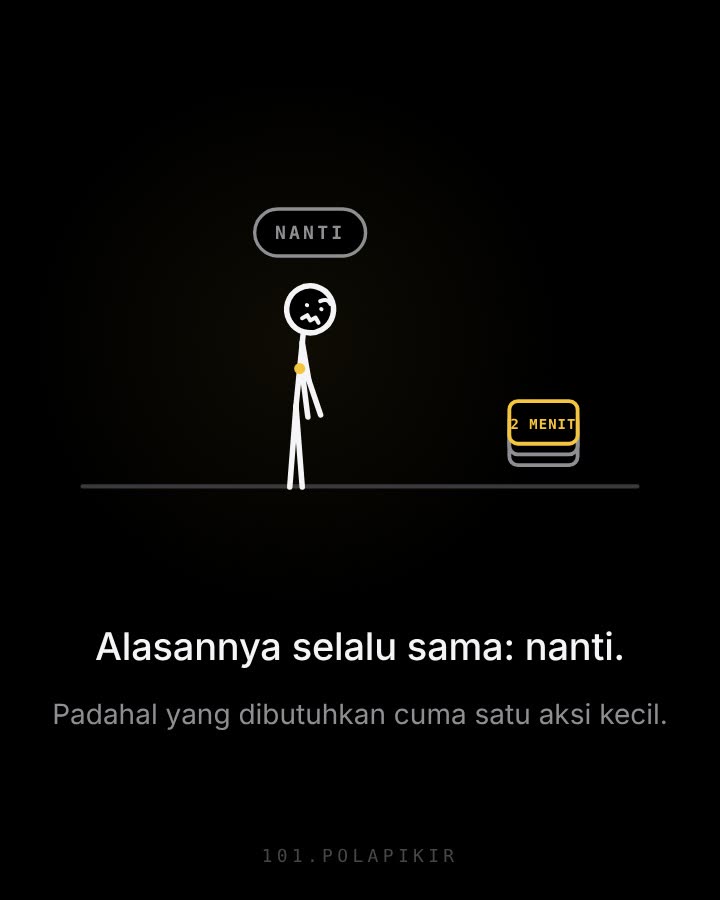 NANTI
2 MENIT
Alasannya selalu sama: nanti.
Padahal yang dibutuhkan cuma satu aksi kecil.
101.POLAPIKIR